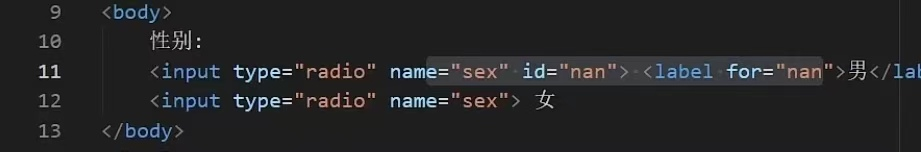 9 <body>
10 性别:
11 <input type="radio" name="sex" id="nan"> <label for="nan">男</la
12 <input type="radio" name="sex"> 女
13 </body>